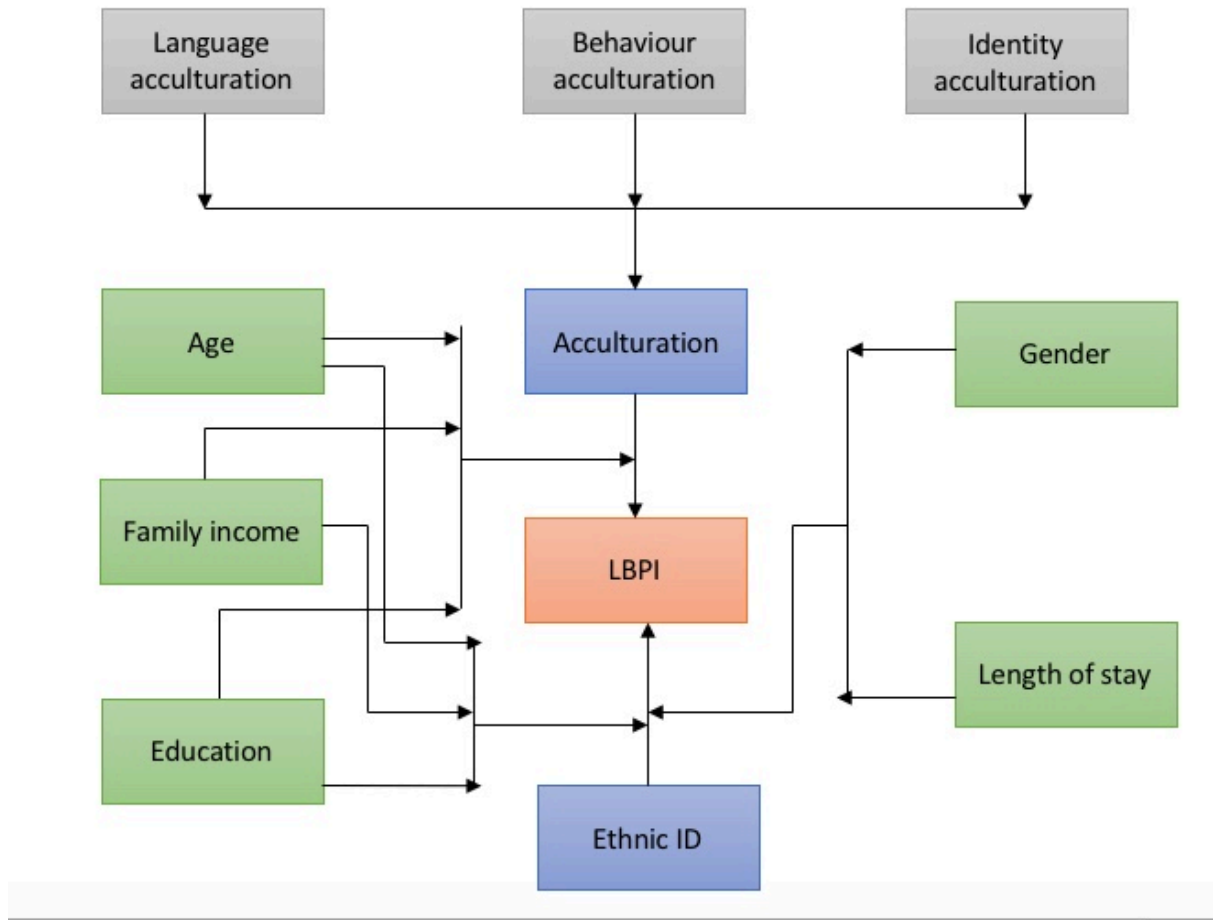 Language
acculturation
Behaviour
acculturation
Identity
acculturation
Age
Acculturation
Gender
Family income
LBPI
Length of stay
Education
Ethnic ID